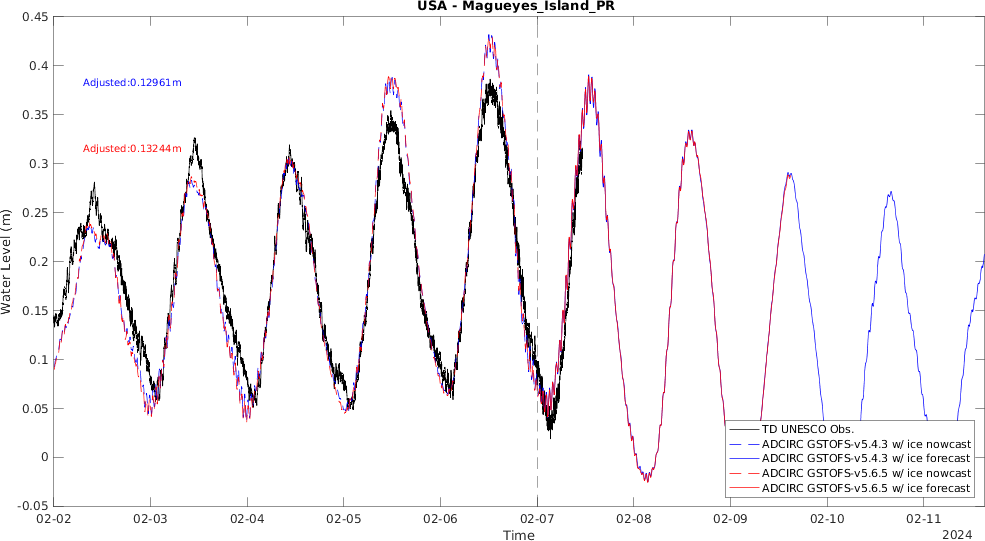 USA - Magueyes_Island_PR
0.45
0.4
0.35
0.3
0.25
0.2
0.15
0.1
0.05
0
-0.05
Water Level (m)
Adjusted:0.12961m
Adjusted:0.13244m
TD UNESCO Obs.
ADCIRC GSTOFS-v5.4.3 w/ ice nowcast
ADCIRC GSTOFS-v5.4.3 w/ ice forecast
ADCIRC GSTOFS-v5.6.5 w/ ice nowcast
ADCIRC GSTOFS-v5.6.5 w/ ice forecast
02-02 02-03 02-04 02-05 02-06 02-07 02-08 02-09 02-10 02-11
Time
2024